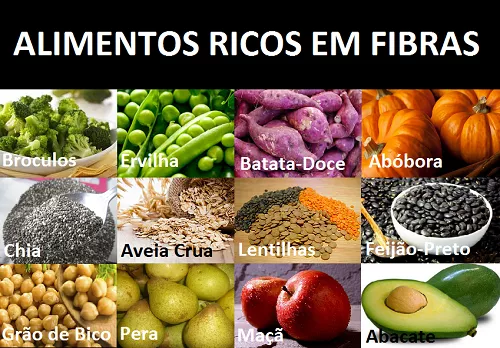 ALIMENTOS RICOS EM FIBRAS
Brócolos
Ervilha
Batata-Doce
Abóbora
Chia
Aveia Crua
Lentilhas
Feijão-Preto
Grão de Bico
Pera
Maçã
Abacate